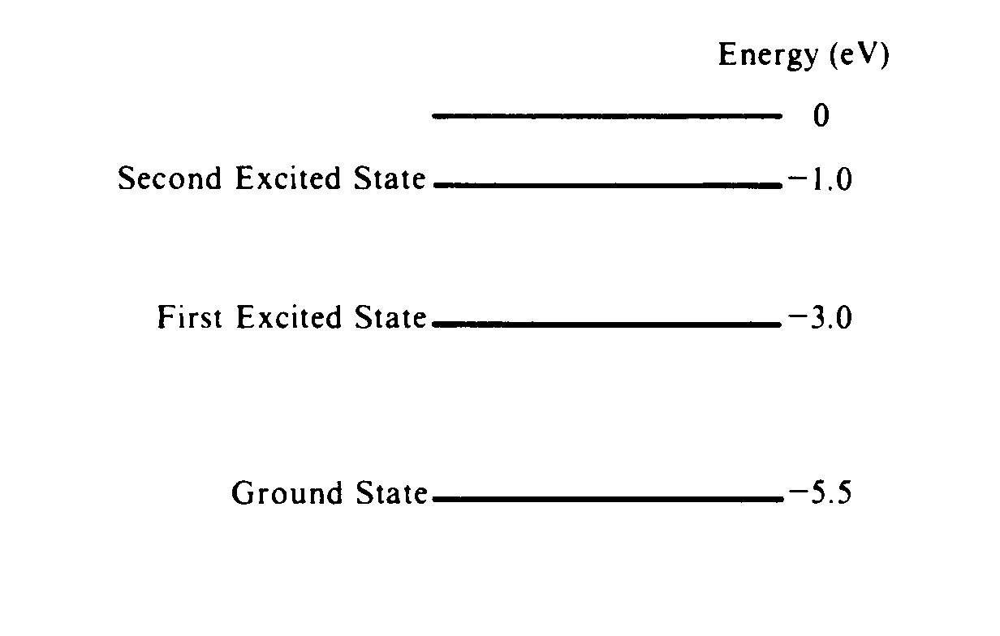 Energy (eV)
0
Second Excited State −1.0
First Excited State −3.0
Ground State −5.5